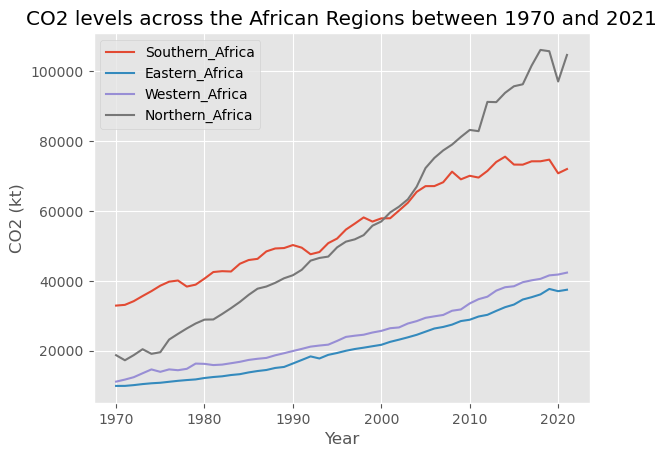 CO2 levels across the African Regions between 1970 and 2021
Southern_Africa
Eastern_Africa
Western_Africa
Northern_Africa
100000
80000
60000
40000
20000
CO2 (kt)
1970 1980 1990 2000 2010 2020
Year